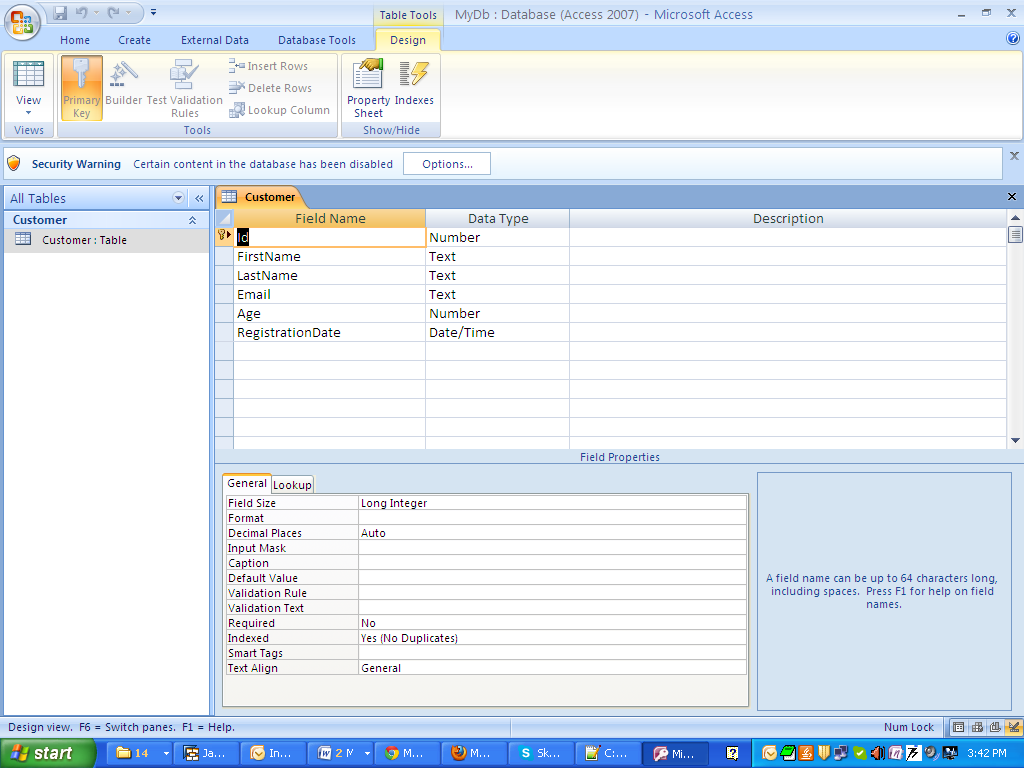 Table Tools
MyDb : Database (Access 2007) - Microsoft Access
Home Create External Data Database Tools Design
View
Views
Primary Key
Builder
Test Validation Rules
Insert Rows
Delete Rows
Lookup Column
Tools
Property Sheet
Indexes
Show/Hide
Security Warning Certain content in the database has been disabled Options...
All Tables «
Customer
Customer : Table
Customer
Field Name Data Type Description
Id Number
FirstName Text
LastName Text
Email Text
Age Number
RegistrationDate Date/Time
Field Properties
General Lookup
Field Size Long Integer
Format
Decimal Places Auto
Input Mask
Caption
Default Value
Validation Rule
Validation Text
Required No
Indexed Yes (No Duplicates)
Smart Tags
Text Align General
A field name can be up to 64 characters long,
including spaces. Press F1 for help on field
names.
Design view. F6 = Switch panes. F1 = Help.
Num Lock
start 14 Ja... In... 2 M M... M... Sk... C:... Mi... 3:42 PM